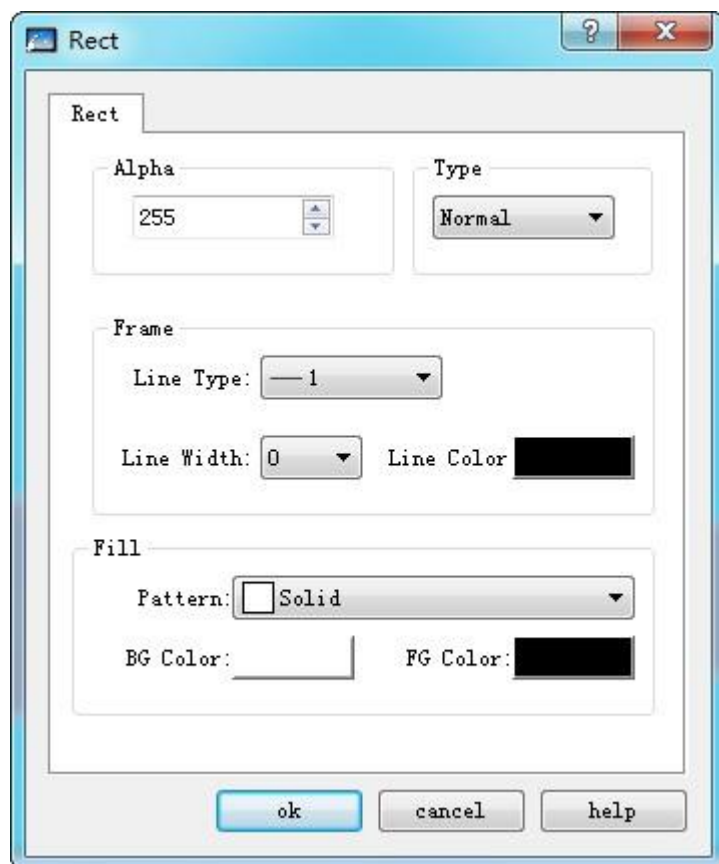 Rect
?
Rect
Alpha
Type
255
Normal
Frame
Line Type: 1
Line Width: 0 Line Color
Fill
Pattern: Solid
BG Color: FG Color:
ok cancel help